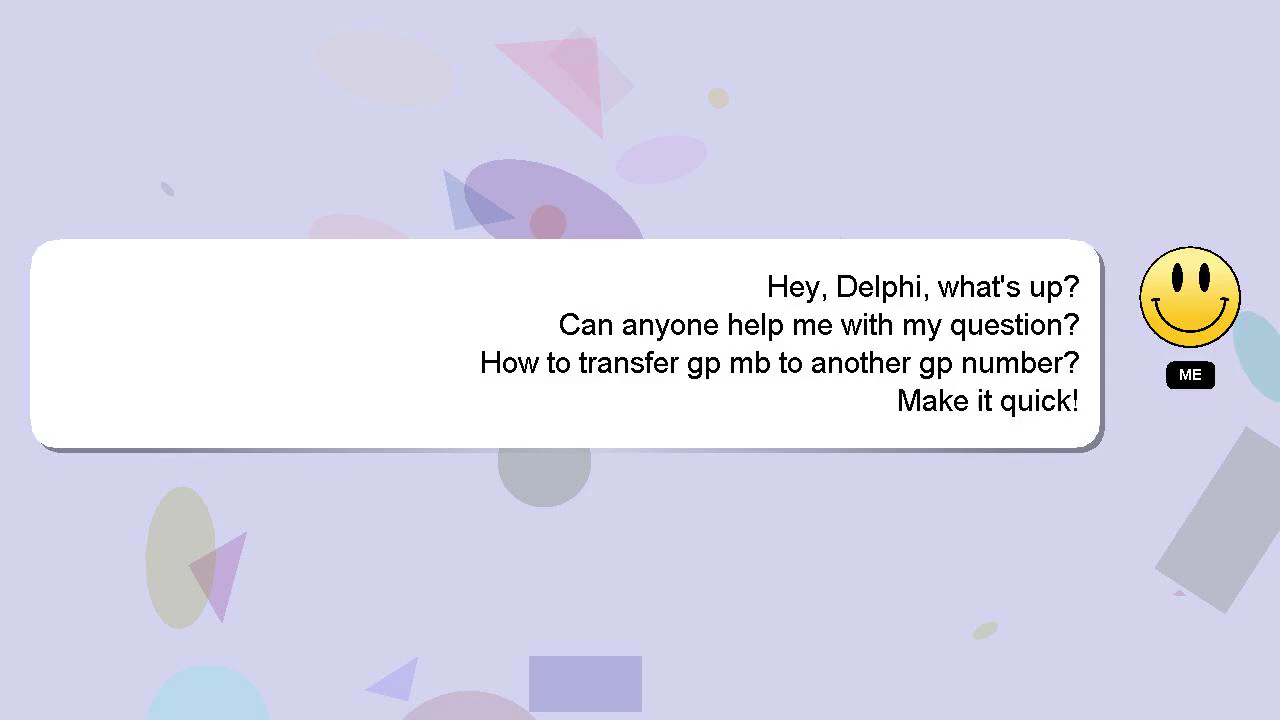 Hey, Delphi, what's up?
Can anyone help me with my question?
How to transfer gp mb to another gp number?
Make it quick!
ME